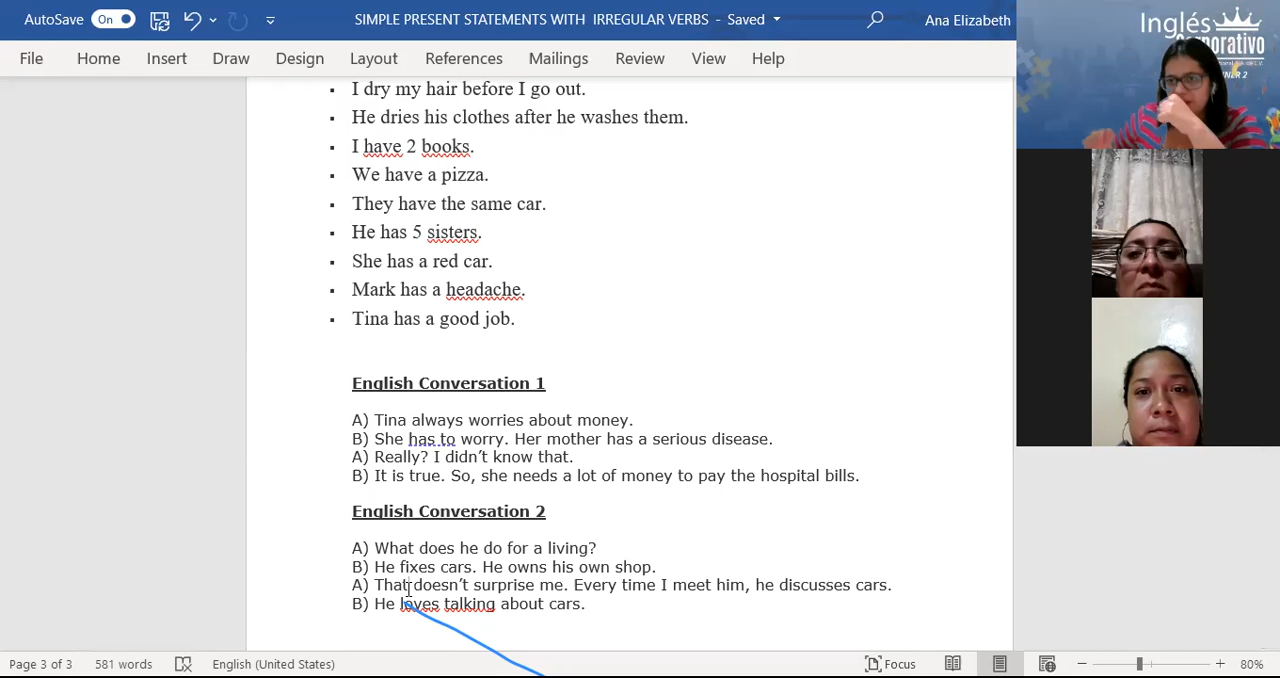 AutoSave On SIMPLE PRESENT STATEMENTS WITH IRREGULAR VERBS - Saved Ana Elizabeth
File Home Insert Draw Design Layout References Mailings Review View Help
Inglés
Corporativo
I dry my hair before I go out.
He dries his clothes after he washes them.
I have 2 books.
We have a pizza.
They have the same car.
He has 5 sisters.
She has a red car.
Mark has a headache.
Tina has a good job.
English Conversation 1
A) Tina always worries about money.
B) She has to worry. Her mother has a serious disease.
A) Really? I didn’t know that.
B) It is true. So, she needs a lot of money to pay the hospital bills.
English Conversation 2
A) What does he do for a living?
B) He fixes cars. He owns his own shop.
A) That doesn’t surprise me. Every time I meet him, he discusses cars.
B) He loves talking about cars.
Page 3 of 3 581 words English (United States) Focus 80%